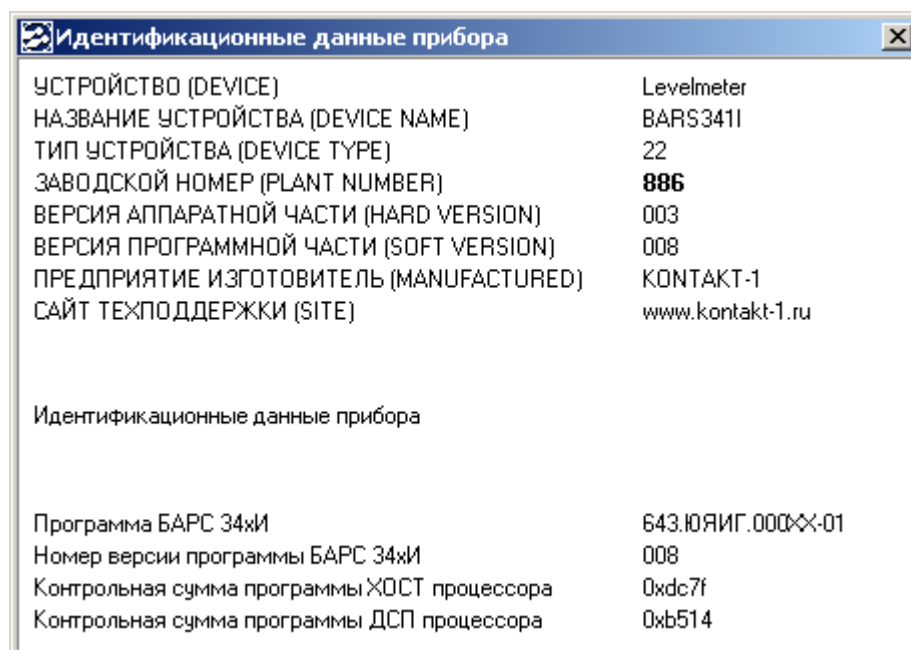 Идентификационные данные прибора
УСТРОЙСТВО (DEVICE) Levelmeter
НАЗВАНИЕ УСТРОЙСТВА (DEVICE NAME) BARS341I
ТИП УСТРОЙСТВА (DEVICE TYPE) 22
ЗАВОДСКОЙ НОМЕР (PLANT NUMBER) 886
ВЕРСИЯ АППАРАТНОЙ ЧАСТИ (HARD VERSION) 003
ВЕРСИЯ ПРОГРАММНОЙ ЧАСТИ (SOFT VERSION) 008
ПРЕДПРИЯТИЕ ИЗГОТОВИТЕЛЬ (MANUFACTURED) KONTAKT-1
САЙТ ТЕХПОДДЕРЖКИ (SITE) www.kontakt-1.ru
Идентификационные данные прибора
Программа БАРС 34хИ 643.ЮЯИГ.000XX-01
Номер версии программы БАРС 34хИ 008
Контрольная сумма программы ХОСТ процессора 0xdc7f
Контрольная сумма программы ДСП процессора 0xb514